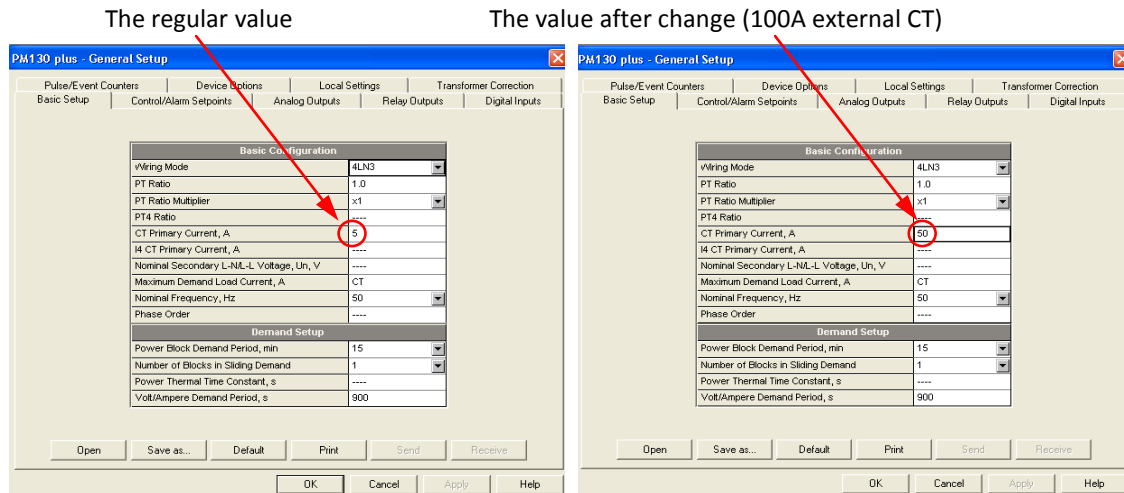 The regular value
The value after change (100A external CT)
PM130 plus - General Setup
Pulse/Event Counters Device Options Local Settings Transformer Correction
Basic Setup Control/Alarm Setpoints Analog Outputs Relay Outputs Digital Inputs
Basic Configuration
Wiring Mode 4LN3
PT Ratio 1.0
PT Ratio Multiplier x1
PT4 Ratio ----
CT Primary Current, A 5
I4 CT Primary Current, A ----
Nominal Secondary L-N/L-L Voltage, Un, V ----
Maximum Demand Load Current, A CT
Nominal Frequency, Hz 50
Phase Order ----
Demand Setup
Power Block Demand Period, min 15
Number of Blocks in Sliding Demand 1
Power Thermal Time Constant, s ----
Volt/Ampere Demand Period, s 900
Open Save as... Default Print Send Receive
OK Cancel Apply Help
PM130 plus - General Setup
Pulse/Event Counters Device Options Local Settings Transformer Correction
Basic Setup Control/Alarm Setpoints Analog Outputs Relay Outputs Digital Inputs
Basic Configuration
Wiring Mode 4LN3
PT Ratio 1.0
PT Ratio Multiplier x1
PT4 Ratio ----
CT Primary Current, A 50
I4 CT Primary Current, A ----
Nominal Secondary L-N/L-L Voltage, Un, V ----
Maximum Demand Load Current, A CT
Nominal Frequency, Hz 50
Phase Order ----
Demand Setup
Power Block Demand Period, min 15
Number of Blocks in Sliding Demand 1
Power Thermal Time Constant, s ----
Volt/Ampere Demand Period, s 900
Open Save as... Default Print Send Receive
OK Cancel Apply Help